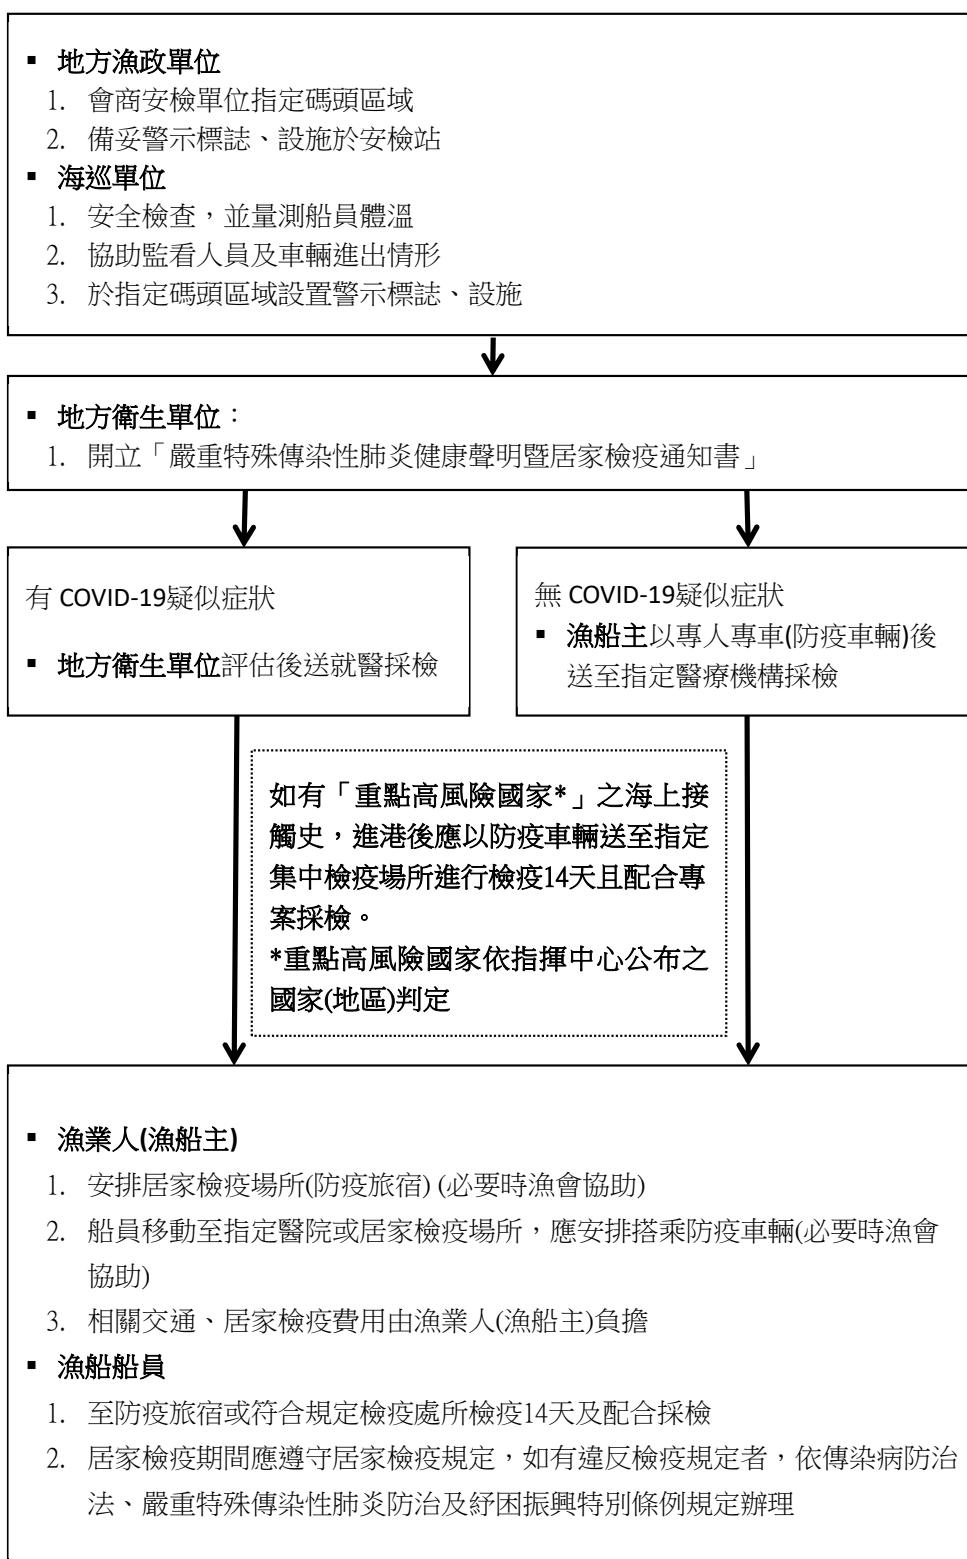 ▪ 地方漁政單位
1. 會商安檢單位指定碼頭區域
2. 備妥警示標誌、設施於安檢站
▪ 海巡單位
1. 安全檢查，並量測船員體溫
2. 協助監看人員及車輛進出情形
3. 於指定碼頭區域設置警示標誌、設施
▪ 地方衛生單位：
1. 開立「嚴重特殊傳染性肺炎健康聲明暨居家檢疫通知書」
有 COVID-19疑似症狀
▪ 地方衛生單位評估後送就醫採檢
無 COVID-19疑似症狀
▪ 漁船主以專人專車(防疫車輛)後
送至指定醫療機構採檢
如有「重點高風險國家*」之海上接
觸史，進港後應以防疫車輛送至指定
集中檢疫場所進行檢疫14天且配合專
案採檢。
*重點高風險國家依指揮中心公布之
國家(地區)判定
▪ 漁業人(漁船主)
1. 安排居家檢疫場所(防疫旅宿) (必要時漁會協助)
2. 船員移動至指定醫院或居家檢疫場所，應安排搭乘防疫車輛(必要時漁會
協助)
3. 相關交通、居家檢疫費用由漁業人(漁船主)負擔
▪ 漁船船員
1. 至防疫旅宿或符合規定檢疫處所檢疫14天及配合採檢
2. 居家檢疫期間應遵守居家檢疫規定，如有違反檢疫規定者，依傳染病防治
法、嚴重特殊傳染性肺炎防治及紓困振興特別條例規定辦理